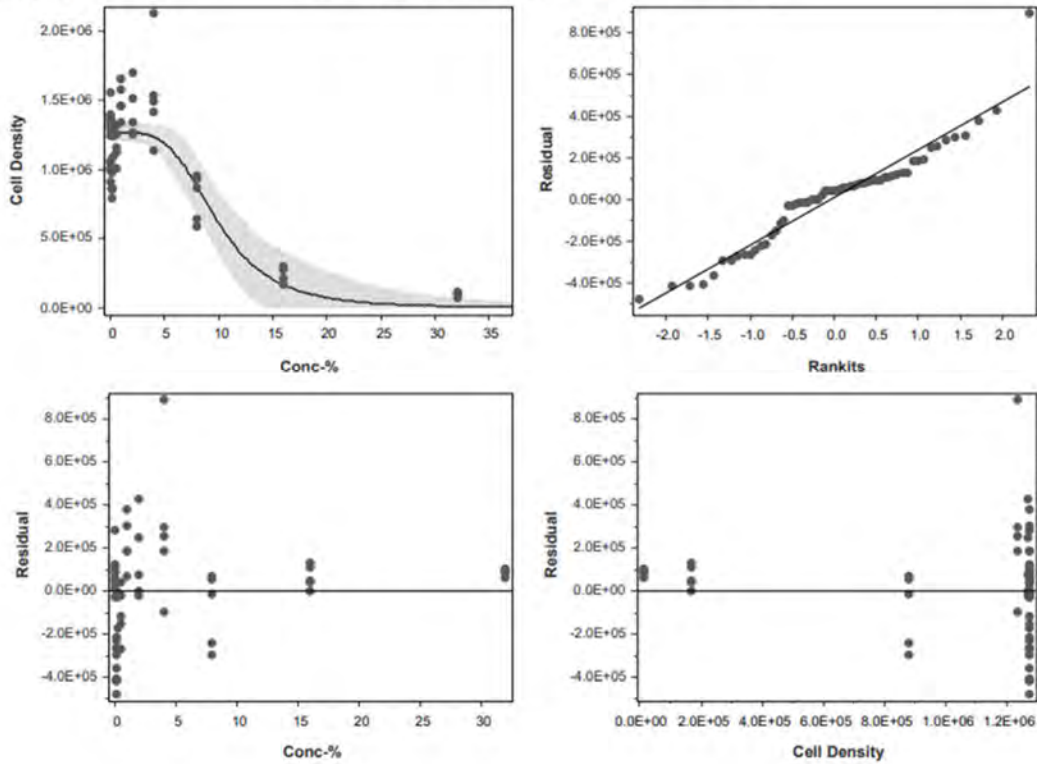 2.0E+06
1.5E+06
1.0E+06
5.0E+05
0.0E+00
Cell Density
0 5 10 15 20 25 30 35
Conc-%
8.0E+05
6.0E+05
4.0E+05
2.0E+05
0.0E+00
-2.0E+05
-4.0E+05
Residual
-2.0 -1.5 -1.0 -0.5 0.0 0.5 1.0 1.5 2.0
Rankits
8.0E+05
6.0E+05
4.0E+05
2.0E+05
0.0E+00
-2.0E+05
-4.0E+05
Residual
0 5 10 15 20 25 30
Conc-%
8.0E+05
6.0E+05
4.0E+05
2.0E+05
0.0E+00
-2.0E+05
-4.0E+05
Residual
0.0E+00 2.0E+05 4.0E+05 6.0E+05 8.0E+05 1.0E+06 1.2E+06
Cell Density